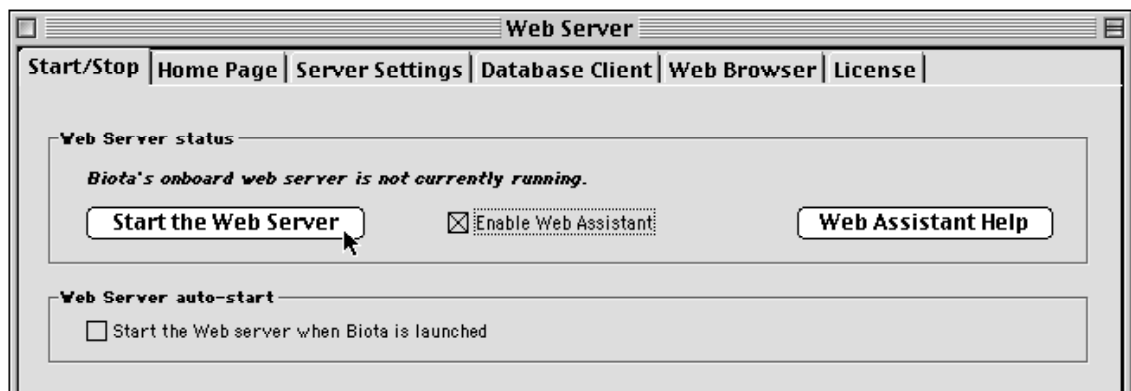 Web Server
Start/Stop Home Page Server Settings Database Client Web Browser License
Web Server status
Biota's onboard web server is not currently running.
Start the Web Server Enable Web Assistant Web Assistant Help
Web Server auto-start
Start the Web server when Biota is launched